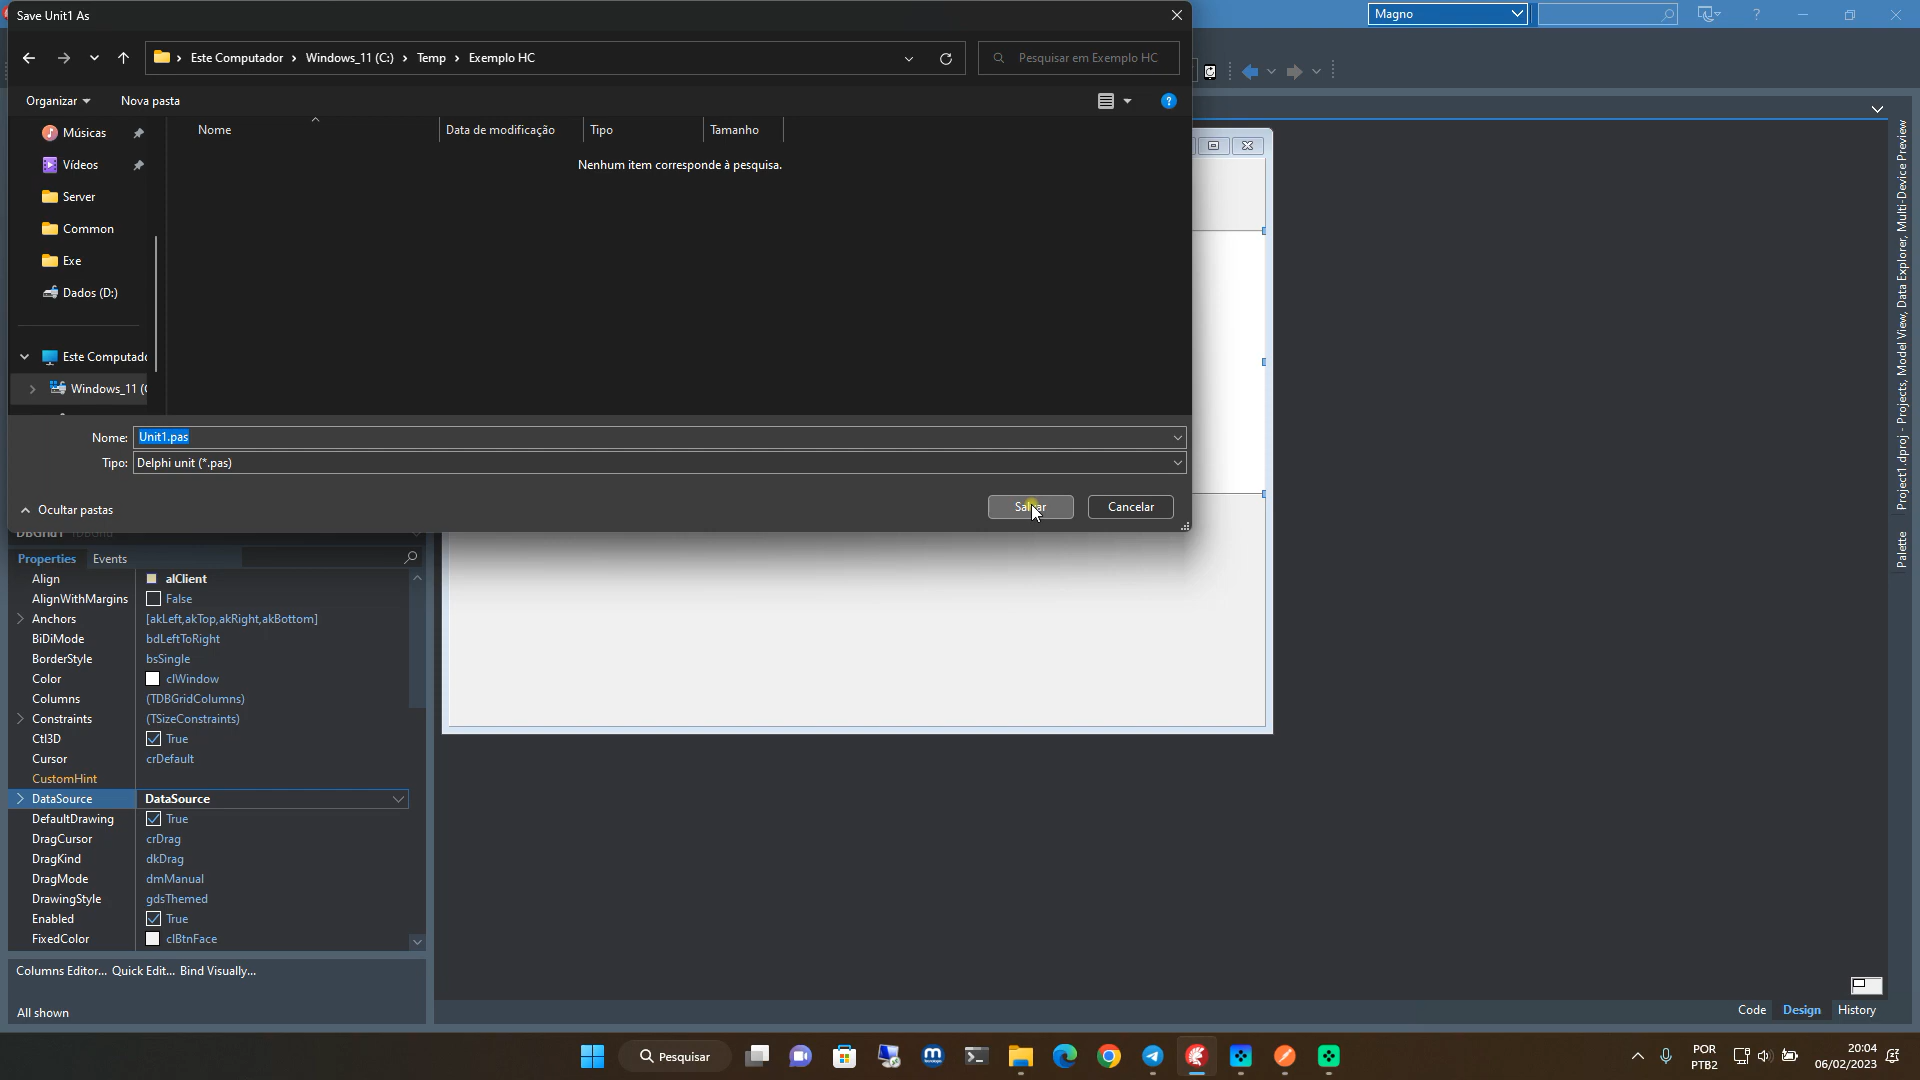 Save Unit1 As
Magno
Este Computador > Windows_11 (C:) > Temp > Exemplo HC
Pesquisar em Exemplo HC
Organizar
Nova pasta
Nome
Data de modificação
Tipo
Tamanho
Nenhum item corresponde à pesquisa.
Músicas
Vídeos
Server
Common
Exe
Dados (D:)
Este Computado
Windows_11 (
Nome: Unit1.pas
Tipo: Delphi unit (*.pas)
Ocultar pastas
Cancelar
Project1.dproj - Projects, Model View, Data Explorer, Multi-Device Preview
Palette
DBGrid1 TDBGrid
Properties
Events
Align alClient
AlignWithMargins False
Anchors [akLeft,akTop,akRight,akBottom]
BiDiMode bdLeftToRight
BorderStyle bsSingle
Color clWindow
Columns (TDBGridColumns)
Constraints (TSizeConstraints)
Ctl3D True
Cursor crDefault
CustomHint
DataSource DataSource
DefaultDrawing True
DragCursor crDrag
DragKind dkDrag
DragMode dmManual
DrawingStyle gdsThemed
Enabled True
FixedColor clBtnFace
Columns Editor... Quick Edit... Bind Visually...
All shown
Code
Design
History
Pesquisar
POR
PTB2
20:04
06/02/2023